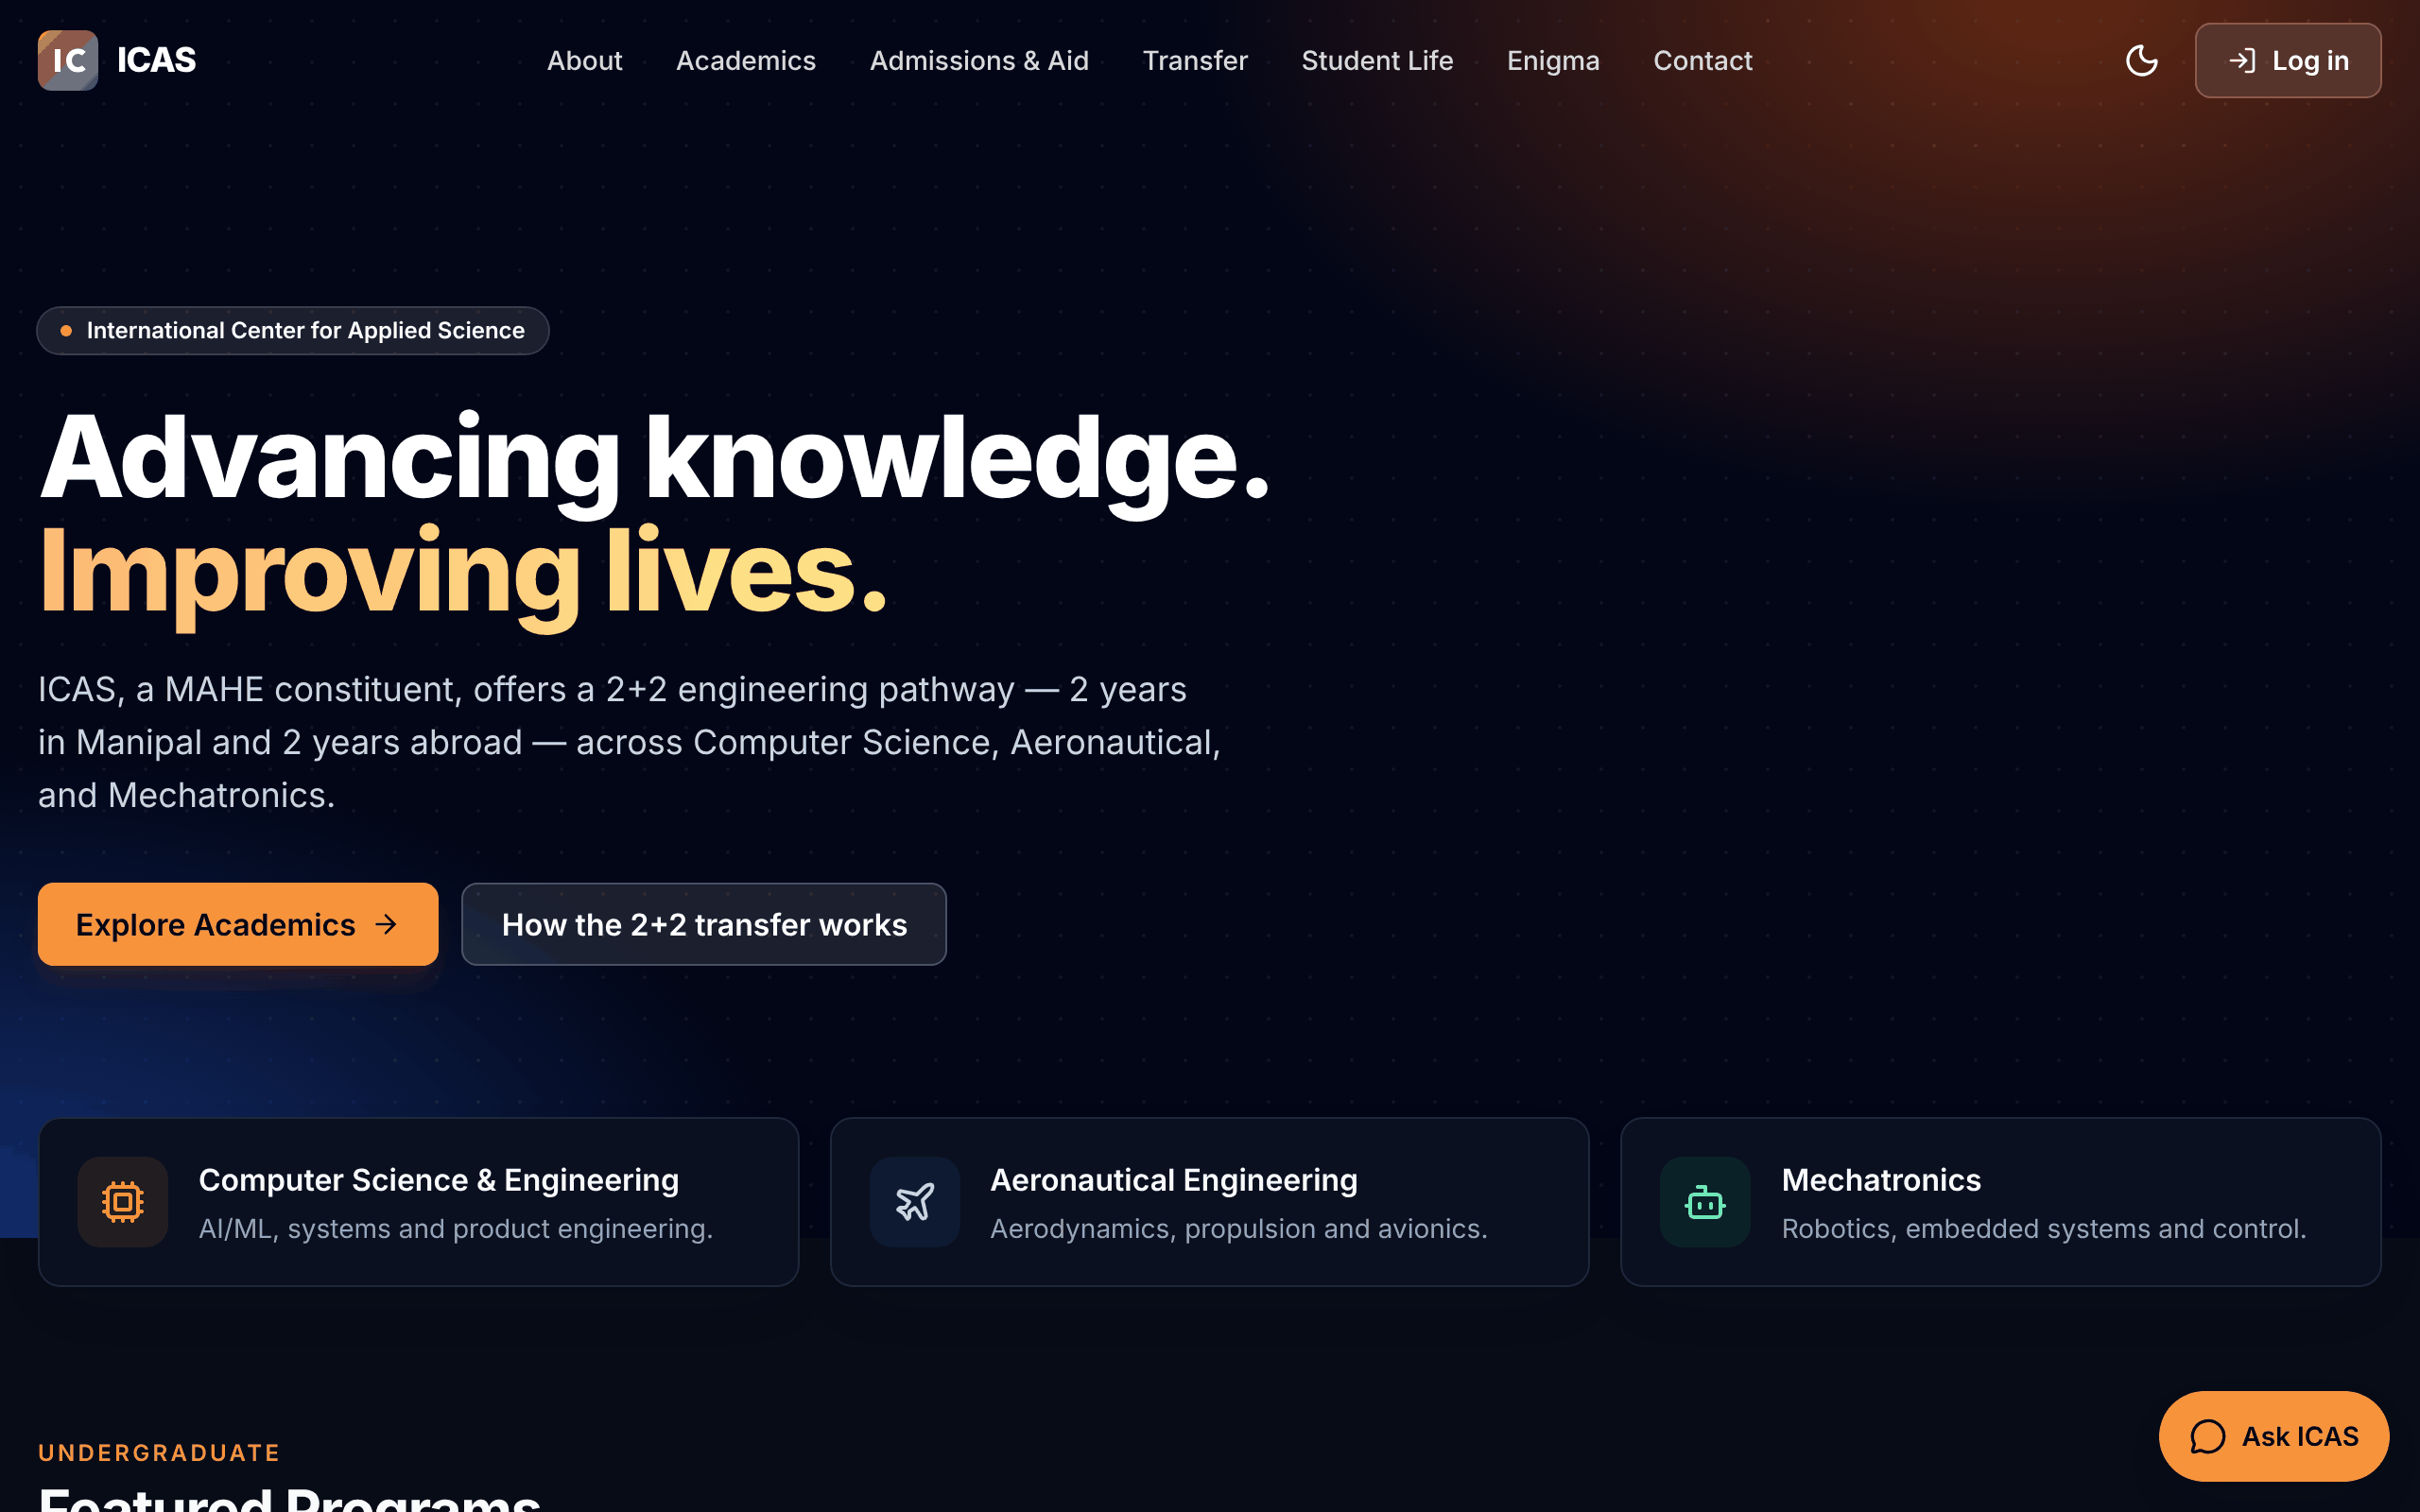 IC ICAS
About Academics Admissions & Aid Transfer Student Life Enigma Contact
Log in
International Center for Applied Science
Advancing knowledge.
Improving lives.
ICAS, a MAHE constituent, offers a 2+2 engineering pathway — 2 years
in Manipal and 2 years abroad — across Computer Science, Aeronautical,
and Mechatronics.
Explore Academics
How the 2+2 transfer works
Computer Science & Engineering
AI/ML, systems and product engineering.
Aeronautical Engineering
Aerodynamics, propulsion and avionics.
Mechatronics
Robotics, embedded systems and control.
UNDERGRADUATE
Featured Programs
Ask ICAS